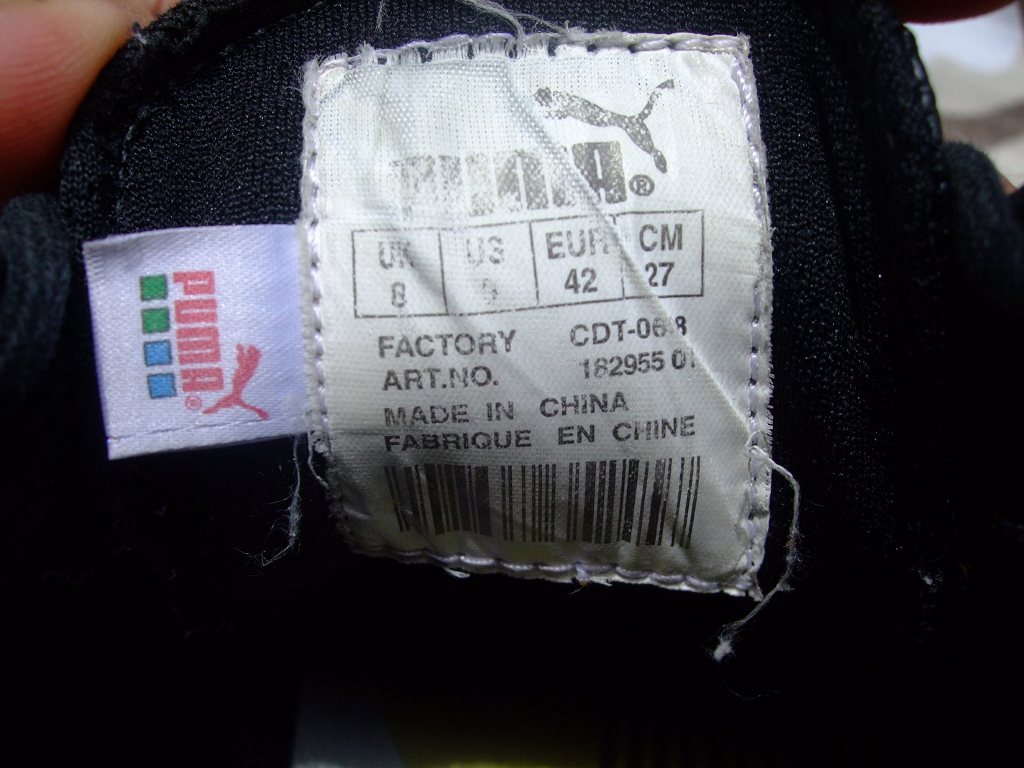 PUMA®
UK US EUR CM
8 9 42 27
FACTORY
ART.NO. 182955
MADE IN CHINA
FABRIQUE EN CHINE
PUMA®